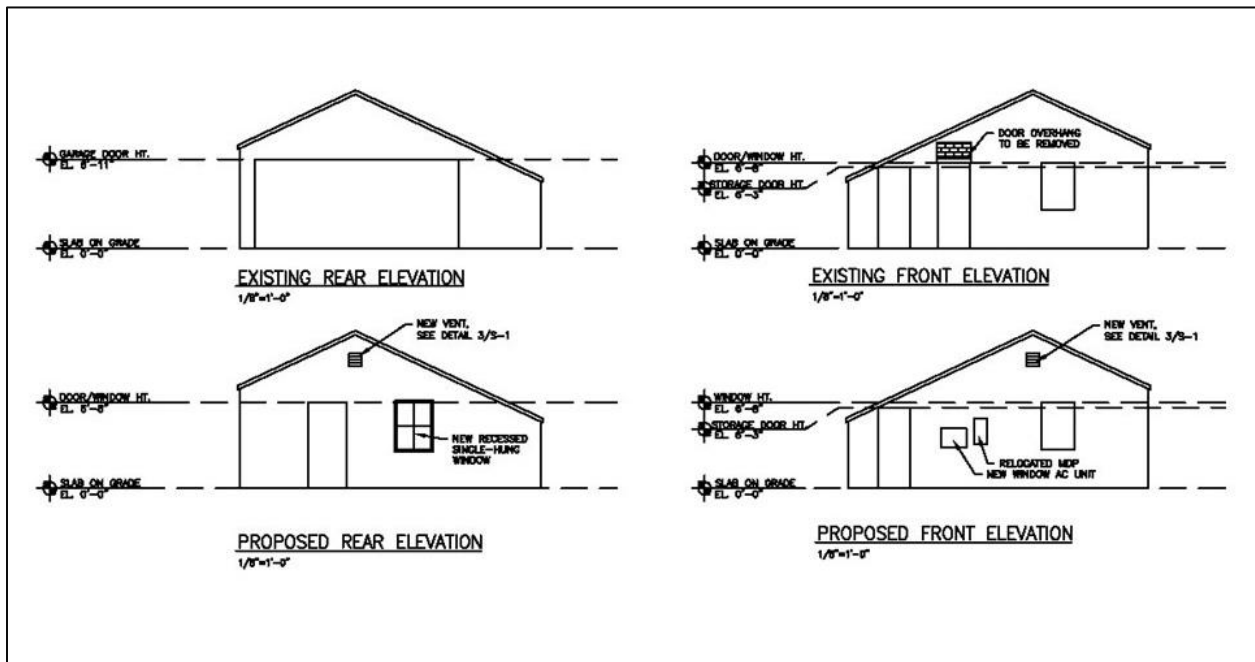 GARAGE DOOR HT.
EL. 6'-11"
SLAB ON GRADE
EL. 0'-0"
EXISTING REAR ELEVATION
1/8"=1'-0"
DOOR OVERHANG
TO BE REMOVED
DOOR/WINDOW HT.
EL. 6'-8"
STORAGE DOOR HT.
EL. 6'-3"
SLAB ON GRADE
EL. 0'-0"
EXISTING FRONT ELEVATION
1/8"=1'-0"
NEW VENT,
SEE DETAIL 3/S-1
DOOR/WINDOW HT.
EL. 6'-8"
NEW RECESSED
SINGLE-HUNG
WINDOW
SLAB ON GRADE
EL. 0'-0"
PROPOSED REAR ELEVATION
1/8"=1'-0"
NEW VENT,
SEE DETAIL 3/S-1
WINDOW HT.
EL. 6'-8"
STORAGE DOOR HT.
EL. 6'-3"
RELOCATED MDP
NEW WINDOW AC UNIT
SLAB ON GRADE
EL. 0'-0"
PROPOSED FRONT ELEVATION
1/8"=1'-0"